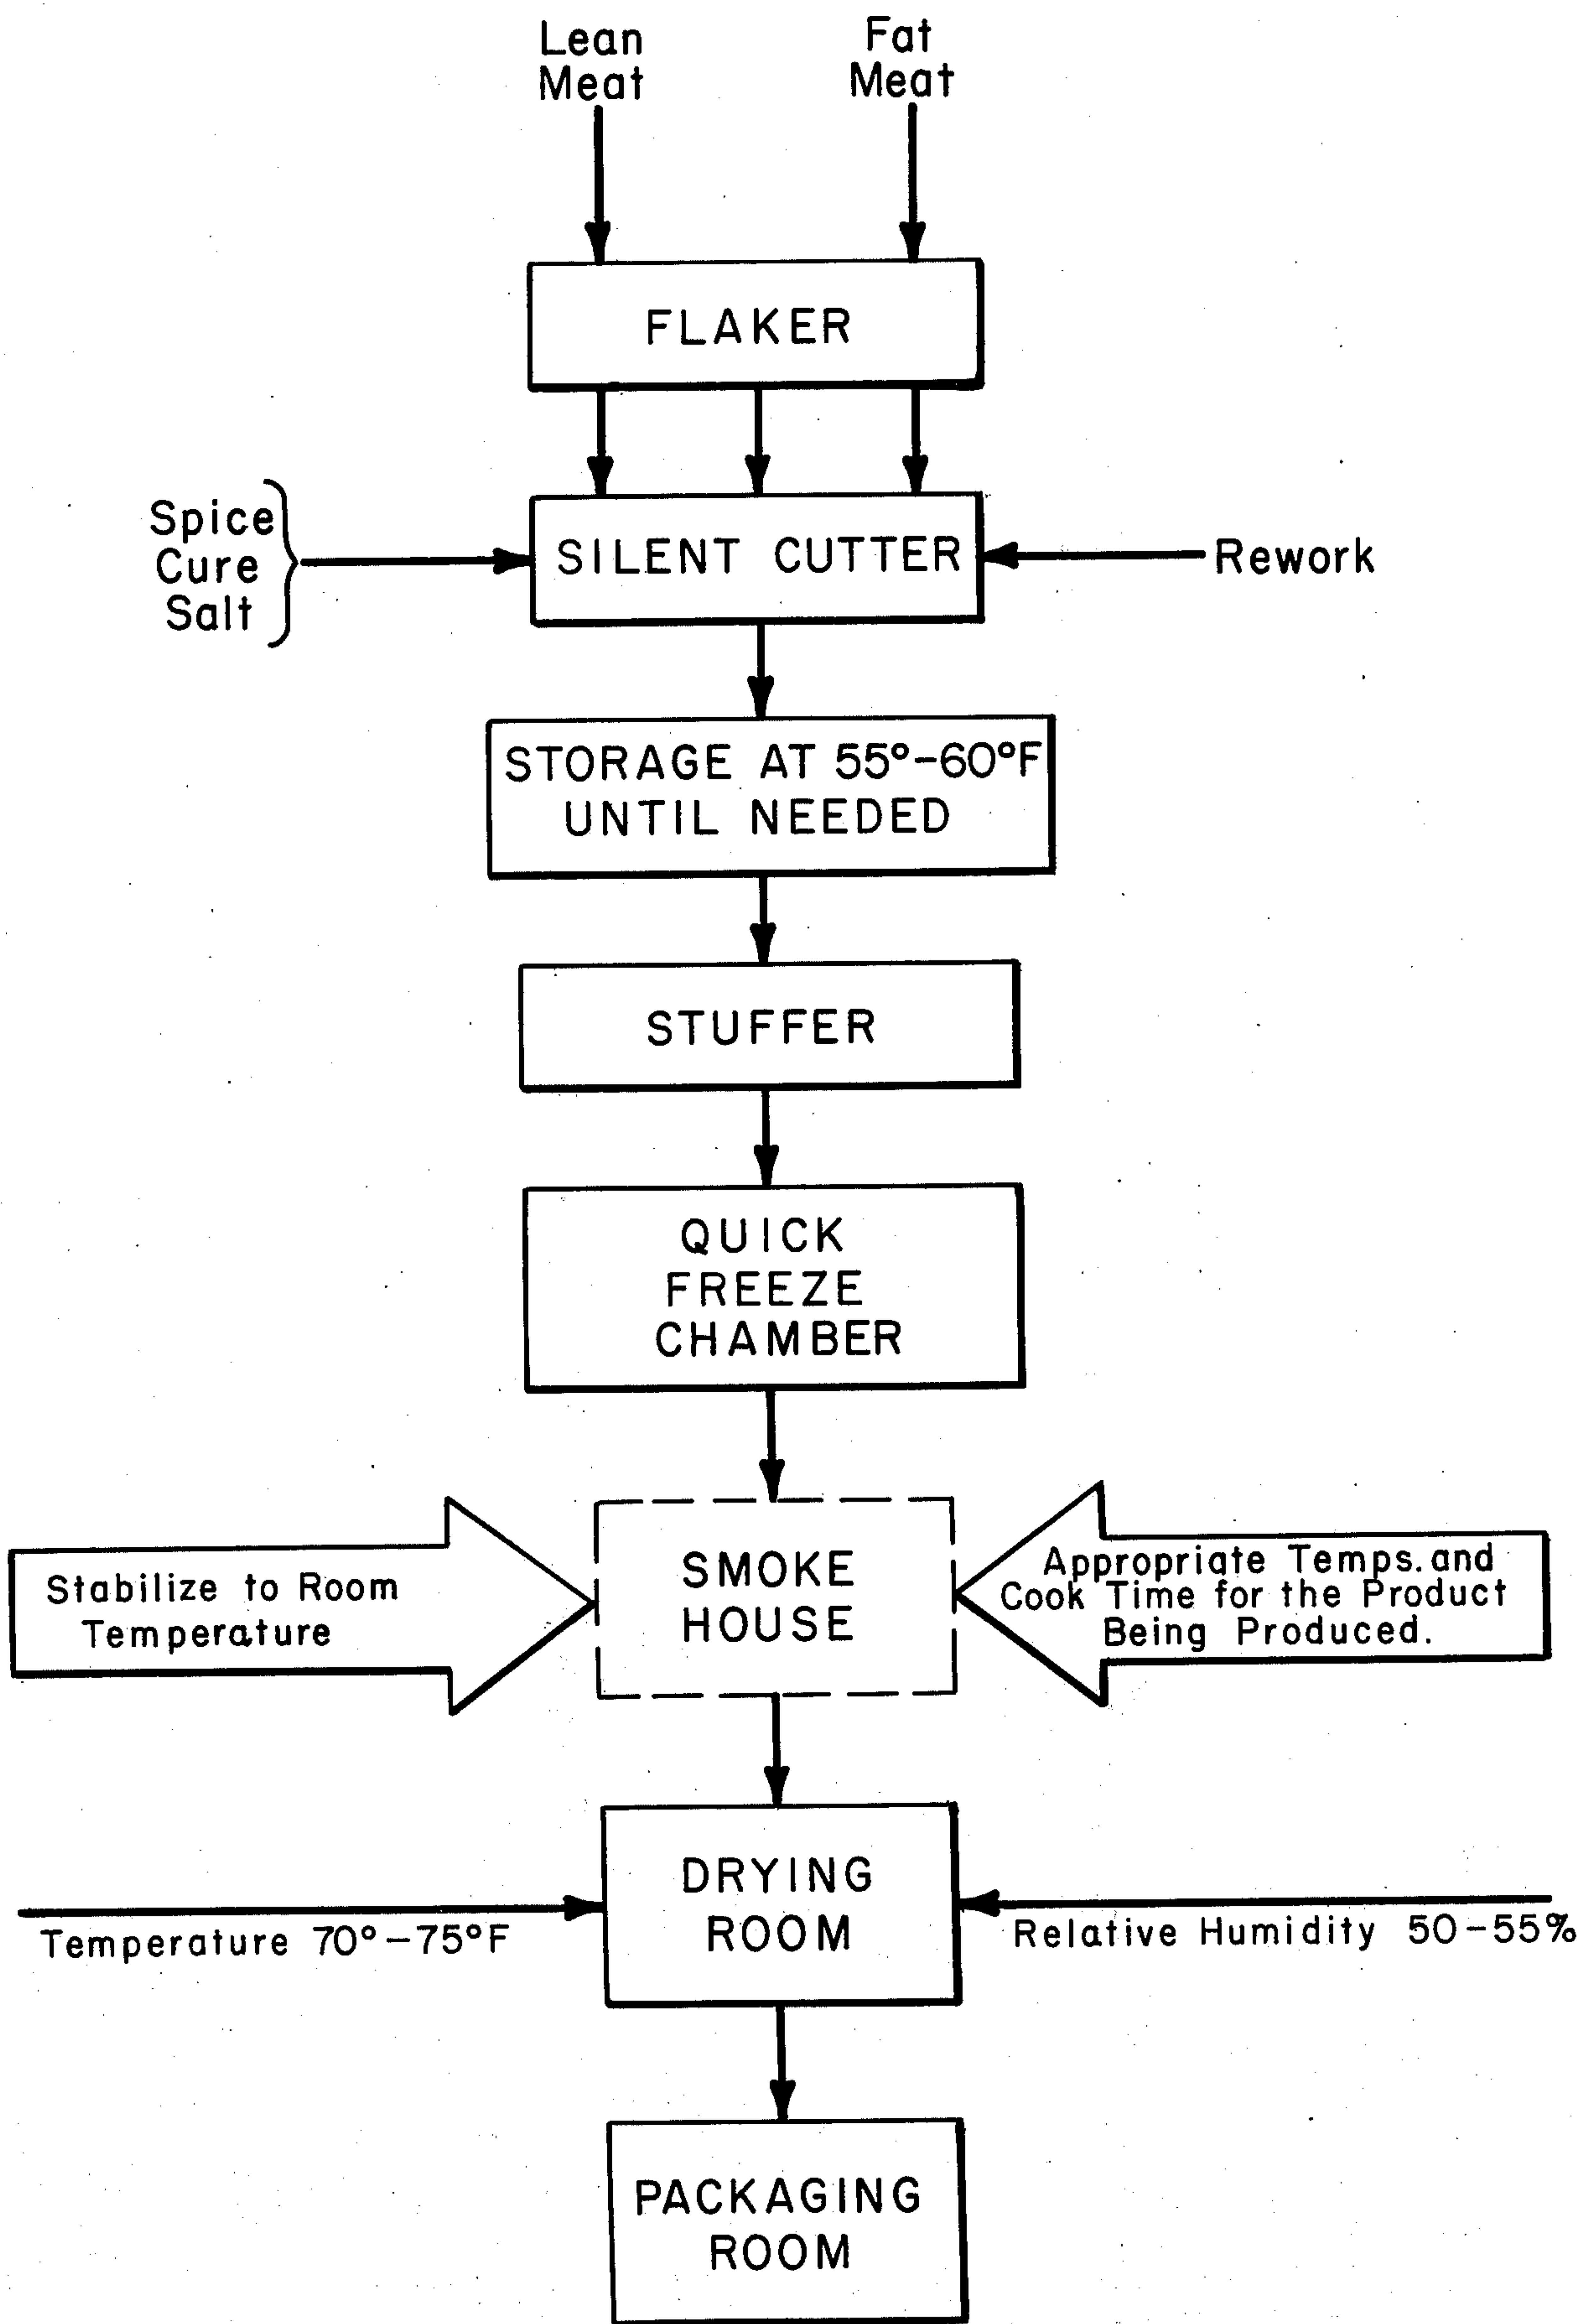 Lean
Meat
Fat
Meat
FLAKER
Spice
Cure
Salt
SILENT CUTTER
Rework
STORAGE AT 55°-60°F
UNTIL NEEDED
STUFFER
QUICK
FREEZE
CHAMBER
Stabilize to Room
Temperature
SMOKE
HOUSE
Appropriate Temps. and
Cook Time for the Product
Being Produced.
DRYING
ROOM
Temperature 70°-75°F
Relative Humidity 50-55%
PACKAGING
ROOM